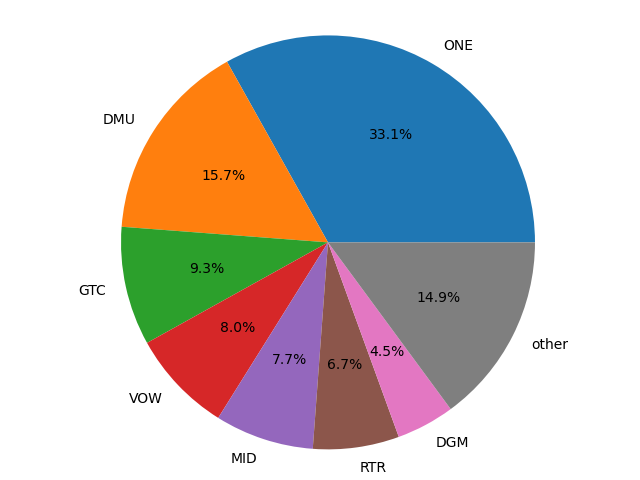 ONE
33.1%
DMU
15.7%
GTC
9.3%
VOW
8.0%
MID
7.7%
RTR
6.7%
DGM
4.5%
other
14.9%